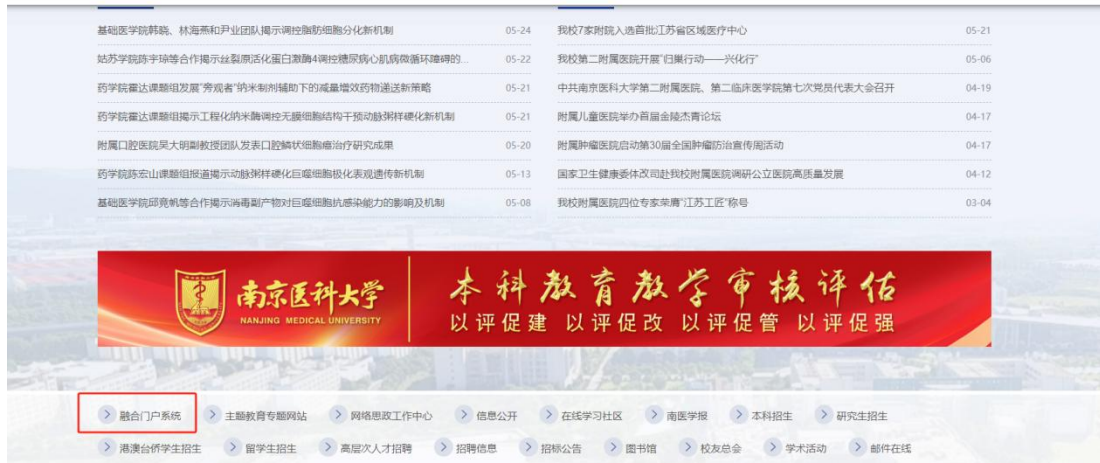 基础医学院韩晓、林海燕和尹业团队揭示调控脂肪细胞分化新机制 05-24
姑苏学院陈宇琼等合作揭示丝裂原活化蛋白激酶4调控糖尿病心肌病微循环障碍的... 05-22
药学院霍达课题组发展“旁观者”纳米制剂辅助下的减量增效药物递送新策略 05-21
药学院霍达课题组揭示工程化纳米酶调控无膜细胞结构干预动脉粥样硬化新机制 05-21
附属口腔医院吴大明副教授团队发表口腔鳞状细胞癌治疗研究成果 05-20
药学院陈宏山课题组报道揭示动脉粥样硬化巨噬细胞极化表观遗传新机制 05-13
基础医学院邱竞帆等合作揭示消毒副产物对巨噬细胞抗感染能力的影响及机制 05-08
我校7家附院入选首批江苏省区域医疗中心 05-21
我校第二附属医院开展“归巢行动——兴化行” 05-06
中共南京医科大学第二附属医院、第二临床医学院第七次党员代表大会召开 04-19
附属儿童医院举办首届金陵杰青论坛 04-17
附属肿瘤医院启动第30届全国肿瘤防治宣传周活动 04-17
国家卫生健康委体改司赴我校附属医院调研公立医院高质量发展 04-12
我校附属医院四位专家荣膺“江苏工匠”称号 03-04
南京医科大学
NANJING MEDICAL UNIVERSITY
本科教育教学审核评估
以评促建 以评促改 以评促管 以评促强
融合门户系统 主题教育专题网站 网络思政工作中心 信息公开 在线学习社区 南医学报 本科招生 研究生招生
港澳台侨学生招生 留学生招生 高层次人才招聘 招聘信息 招标公告 图书馆 校友总会 学术活动 邮件在线